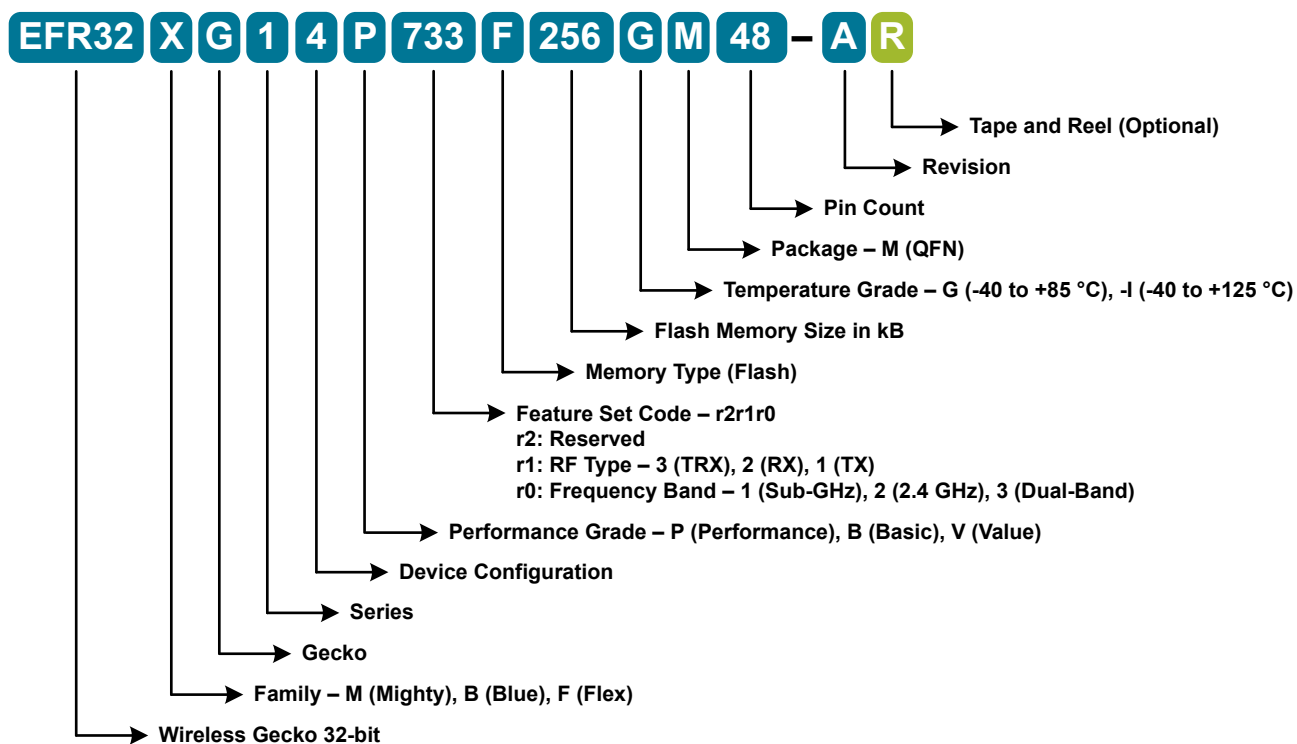 EFR32 X G 1 4 P 733 F 256 G M 48 – A R
Tape and Reel (Optional)
Revision
Pin Count
Package – M (QFN)
Temperature Grade – G (-40 to +85 °C), -I (-40 to +125 °C)
Flash Memory Size in kB
Memory Type (Flash)
Feature Set Code – r2r1r0
r2: Reserved
r1: RF Type – 3 (TRX), 2 (RX), 1 (TX)
r0: Frequency Band – 1 (Sub-GHz), 2 (2.4 GHz), 3 (Dual-Band)
Performance Grade – P (Performance), B (Basic), V (Value)
Device Configuration
Series
Gecko
Family – M (Mighty), B (Blue), F (Flex)
Wireless Gecko 32-bit